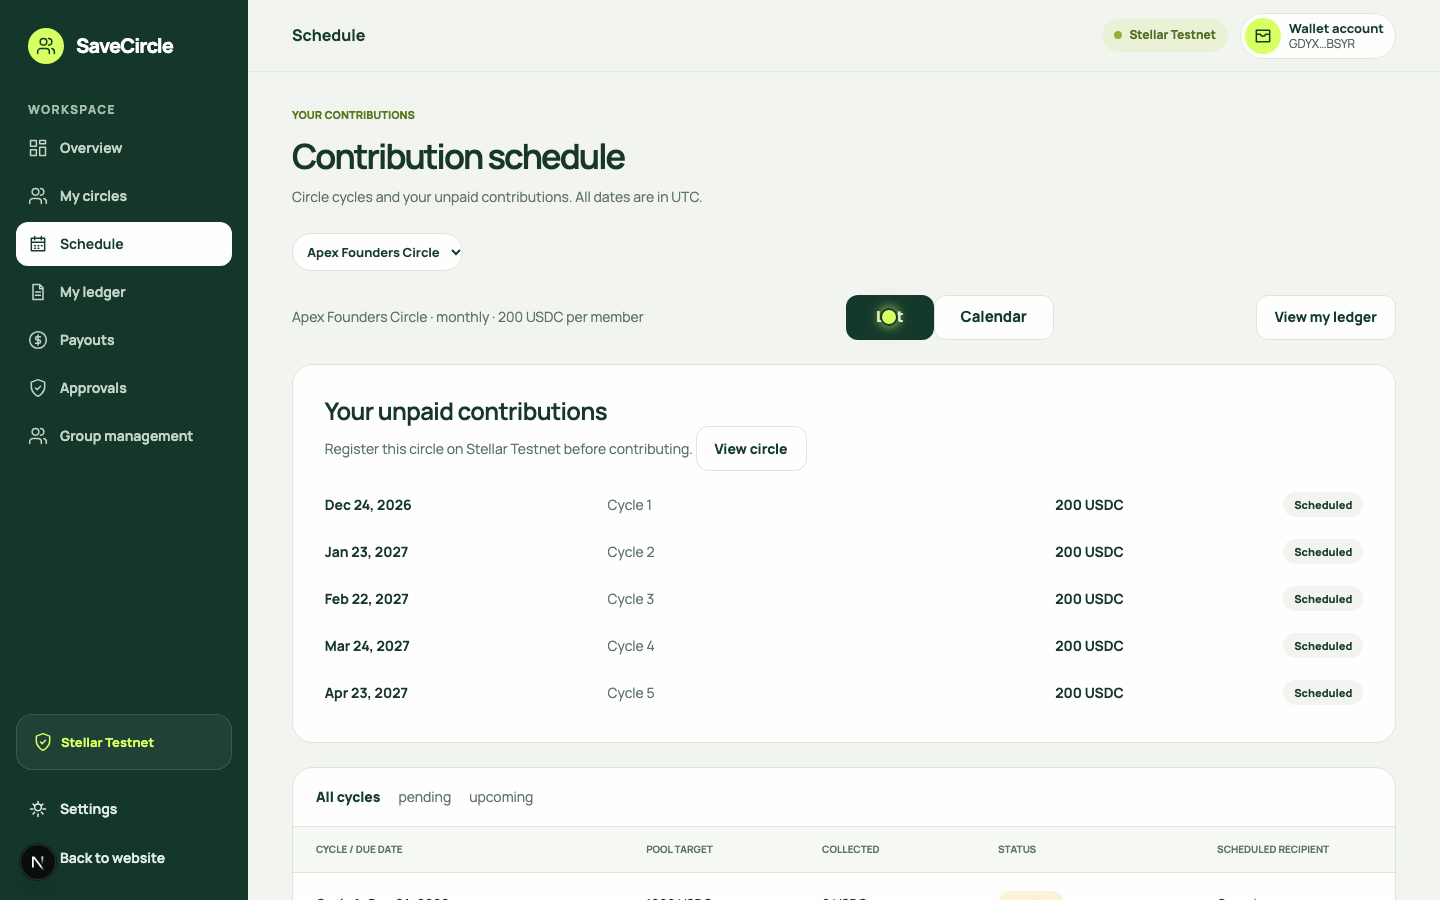 SaveCircle
WORKSPACE
Overview
My circles
Schedule
My ledger
Payouts
Approvals
Group management
Stellar Testnet
Settings
N
Back to website
Schedule
Stellar Testnet
Wallet account
GDYX...BSYR
YOUR CONTRIBUTIONS
Contribution schedule
Circle cycles and your unpaid contributions. All dates are in UTC.
Apex Founders Circle
Apex Founders Circle · monthly · 200 USDC per member
Calendar
View my ledger
Your unpaid contributions
Register this circle on Stellar Testnet before contributing. View circle
Dec 24, 2026 Cycle 1 200 USDC Scheduled
Jan 23, 2027 Cycle 2 200 USDC Scheduled
Feb 22, 2027 Cycle 3 200 USDC Scheduled
Mar 24, 2027 Cycle 4 200 USDC Scheduled
Apr 23, 2027 Cycle 5 200 USDC Scheduled
All cycles pending upcoming
CYCLE / DUE DATE POOL TARGET COLLECTED STATUS SCHEDULED RECIPIENT